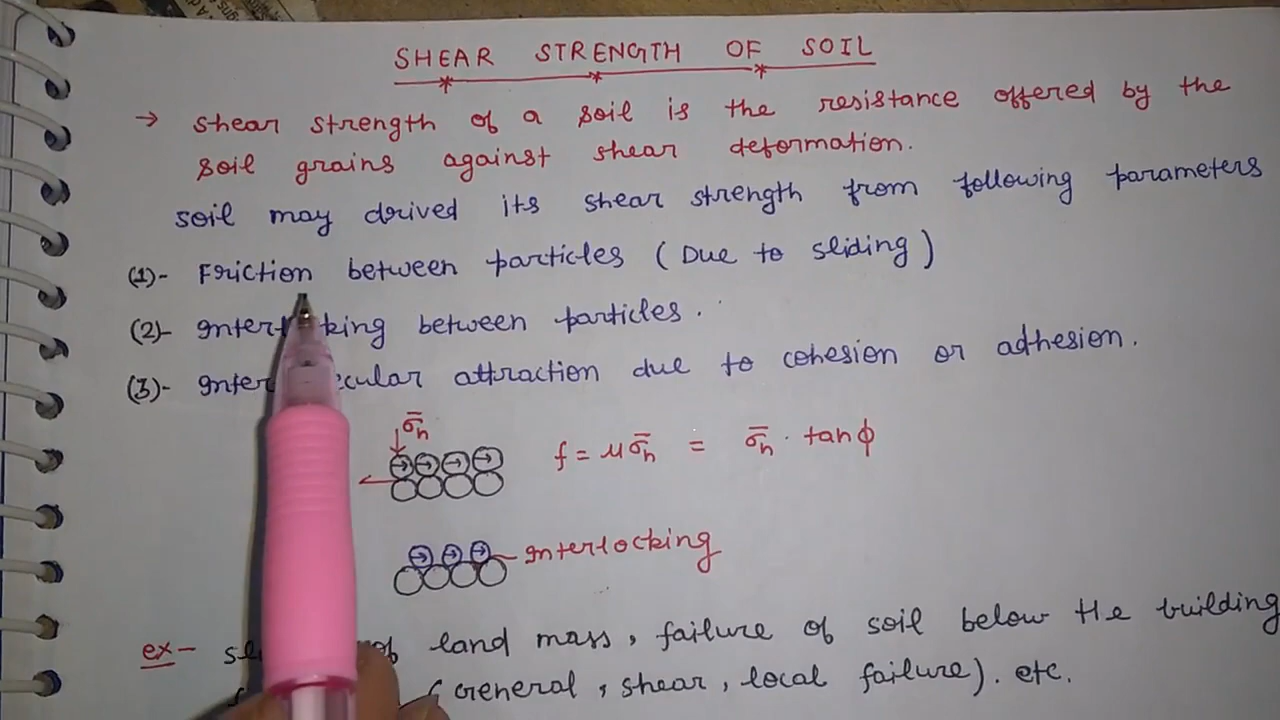 SHEAR STRENGTH OF SOIL
→ shear strength of a soil is the resistance offered by the
soil grains against shear deformation.
soil may drived its shear strength from following parameters
(1)- Friction between particles (Due to sliding)
(2)- king between particles.
(3)- attraction due to cohesion or adhesion.
σ̄n
f = μσ̄n = σ̄n · tanϕ
Interlocking
ex- of land mass, failure of soil below the building
(General, shear, local failure). etc.